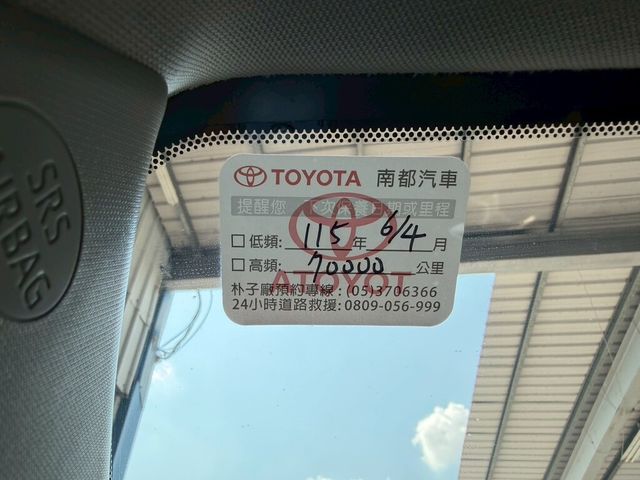 SRS
AIRBAG
TOYOTA 南都汽車
提醒您 次保養日期或里程
□低頻: 115 年 6/4 月
□高頻: 70000 公里
TOYOTA
朴子廠預約專線:(05)3706366
24小時道路救援:0809-056-999